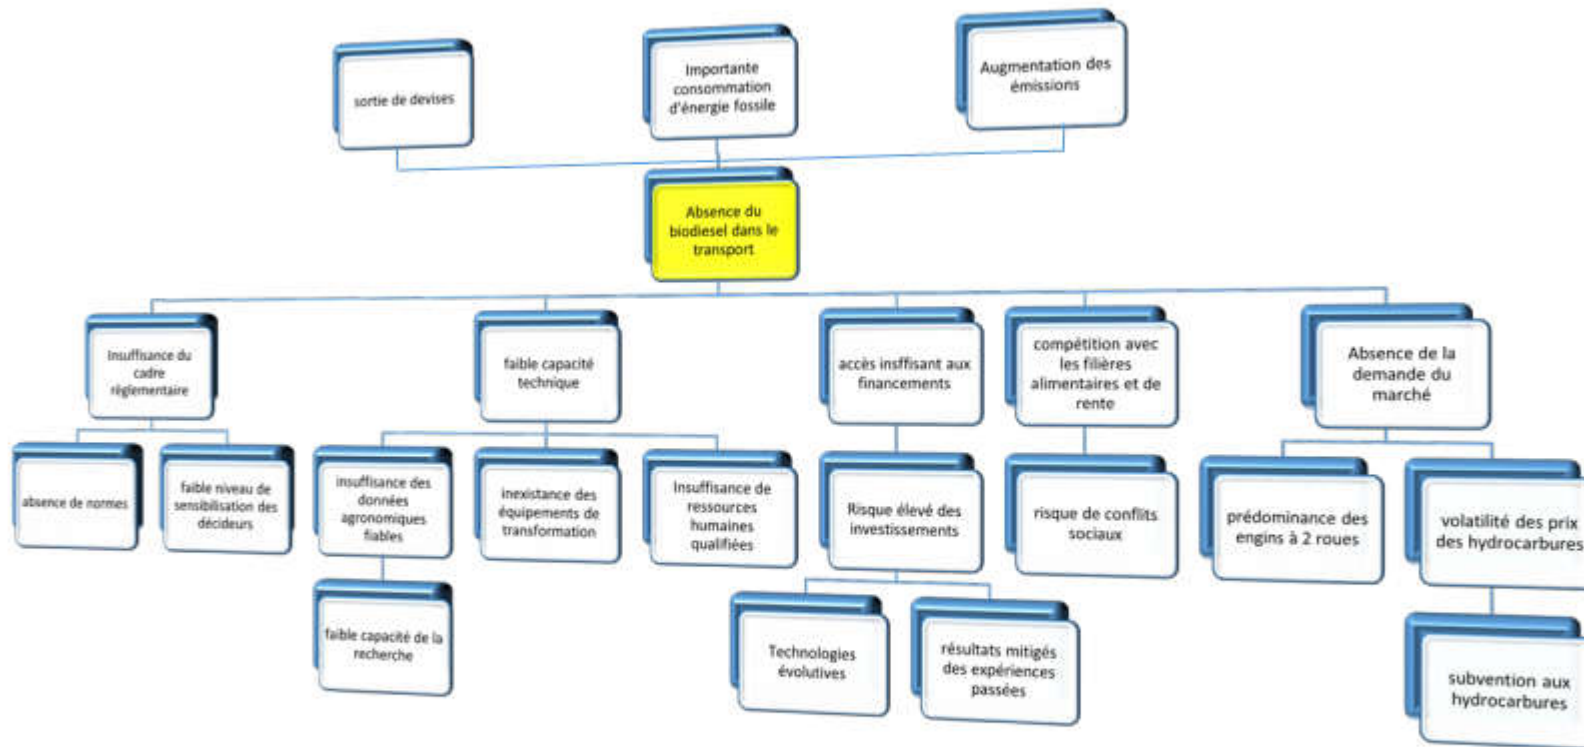 sortie de devises
Importante
consommation
d'énergie fossile
Augmentation des
émissions
Absence du
biodiesel dans le
transport
Insuffisance du
cadre
règlementaire
faible capacité
technique
accès insffisant aux
financements
compétition avec
les filières
alimentaires et de
rente
Absence de la
demande du
marché
absence de normes
faible niveau de
sensibilisation des
décideurs
insuffisance des
données
agronomiques
fiables
inexistance des
équipements de
transformation
Insuffisance de
ressources
humaines
qualifiées
Risque élevé des
investissements
risque de conflits
sociaux
prédominance des
engins à 2 roues
volatilité des prix
des hydrocarbures
faible capacité de la
recherche
Technologies
évolutives
résultats mitigés
des expériences
passées
subvention aux
hydrocarbures